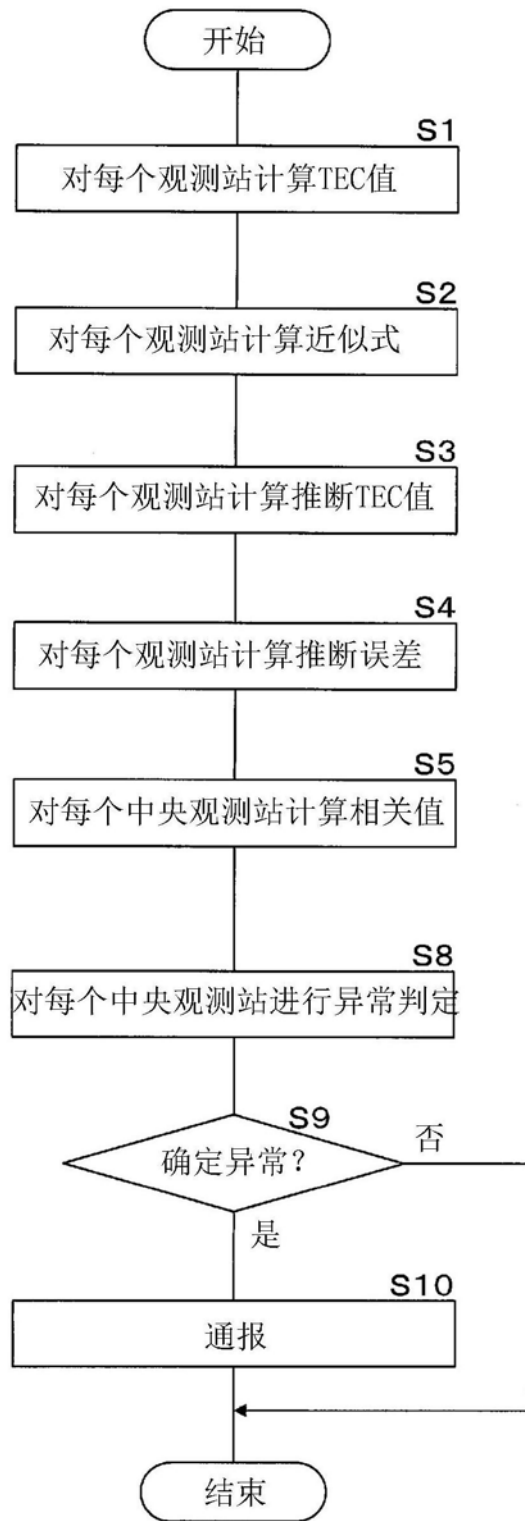 开始
S1
对每个观测站计算TEC值
S2
对每个观测站计算近似式
S3
对每个观测站计算推断TEC值
S4
对每个观测站计算推断误差
S5
对每个中央观测站计算相关值
S8
对每个中央观测站进行异常判定
S9
确定异常？
否
是
S10
通报
结束